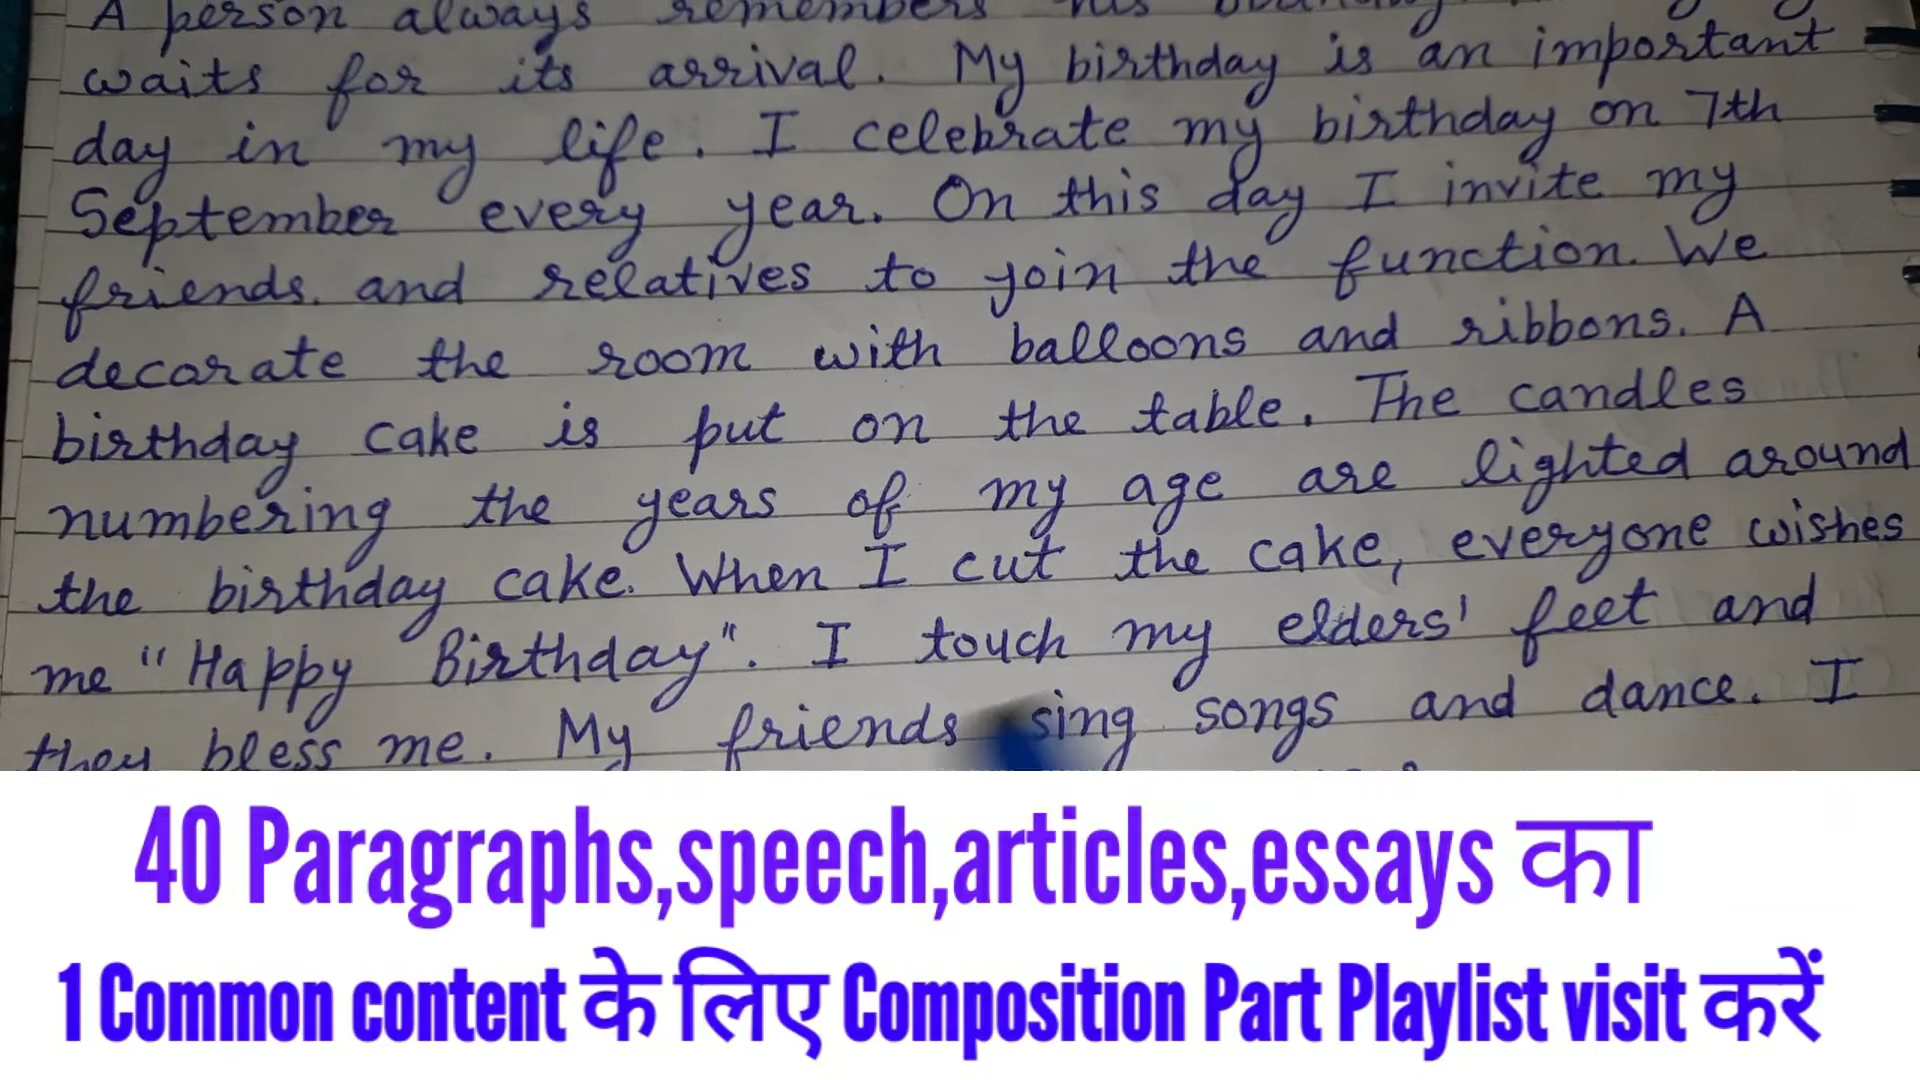 A person always remembers his birthday
waits for its arrival. My birthday is an important
day in my life. I celebrate my birthday on 7th
September every year. On this day I invite my
friends. and relatives to join the function. We
decorate the room with balloons and ribbons. A
birthday cake is put on the table. The candles
numbering the years of my age are lighted around
the birthday cake. When I cut the cake, everyone wishes
me "Happy Birthday". I touch my elders' feet and
they bless me. My friends sing songs and dance. I
40 Paragraphs,speech,articles,essays का
1 Common content के लिए Composition Part Playlist visit करें